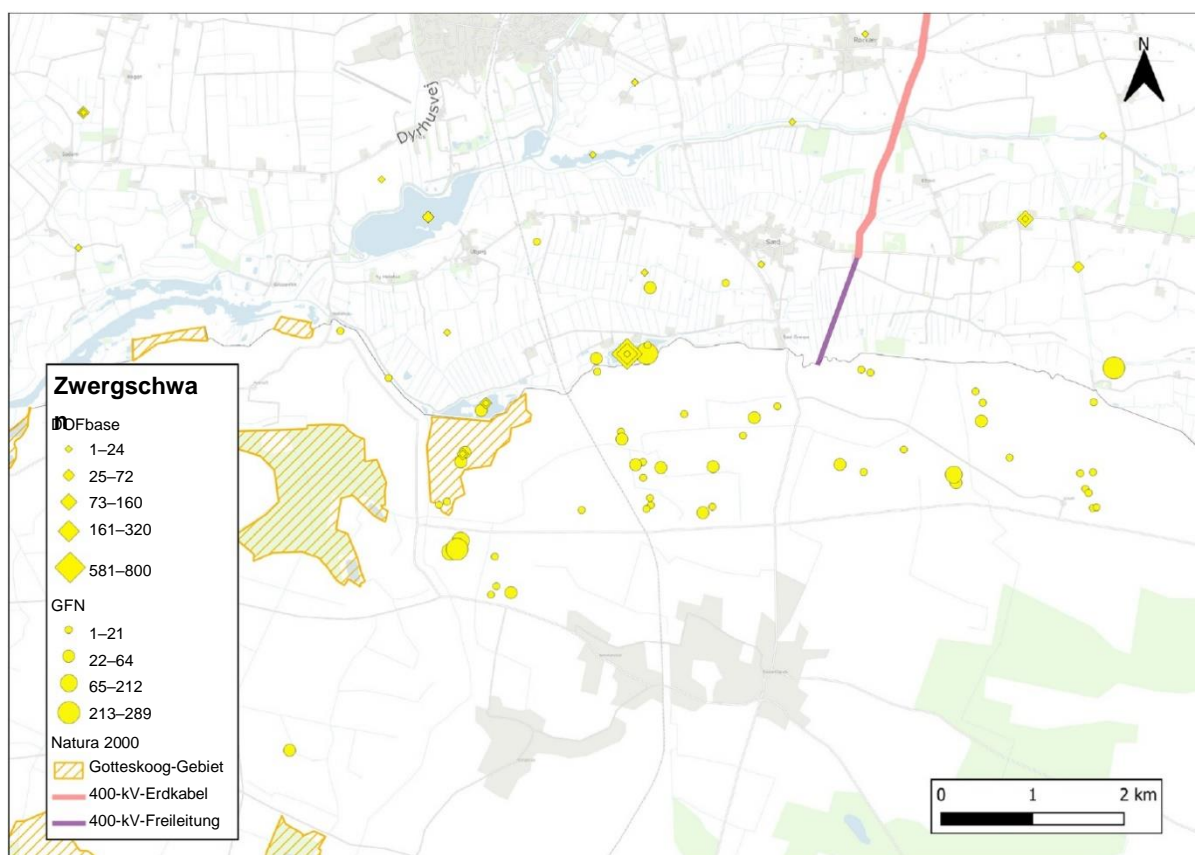 Dyrhusvej
N
Sæd
Zwergschwa
n
DOFbase
1–24
25–72
73–160
161–320
581–800
GFN
1–21
22–64
65–212
213–289
Natura 2000
Gotteskoog-Gebiet
400-kV-Erdkabel
400-kV-Freileitung
0 1 2 km